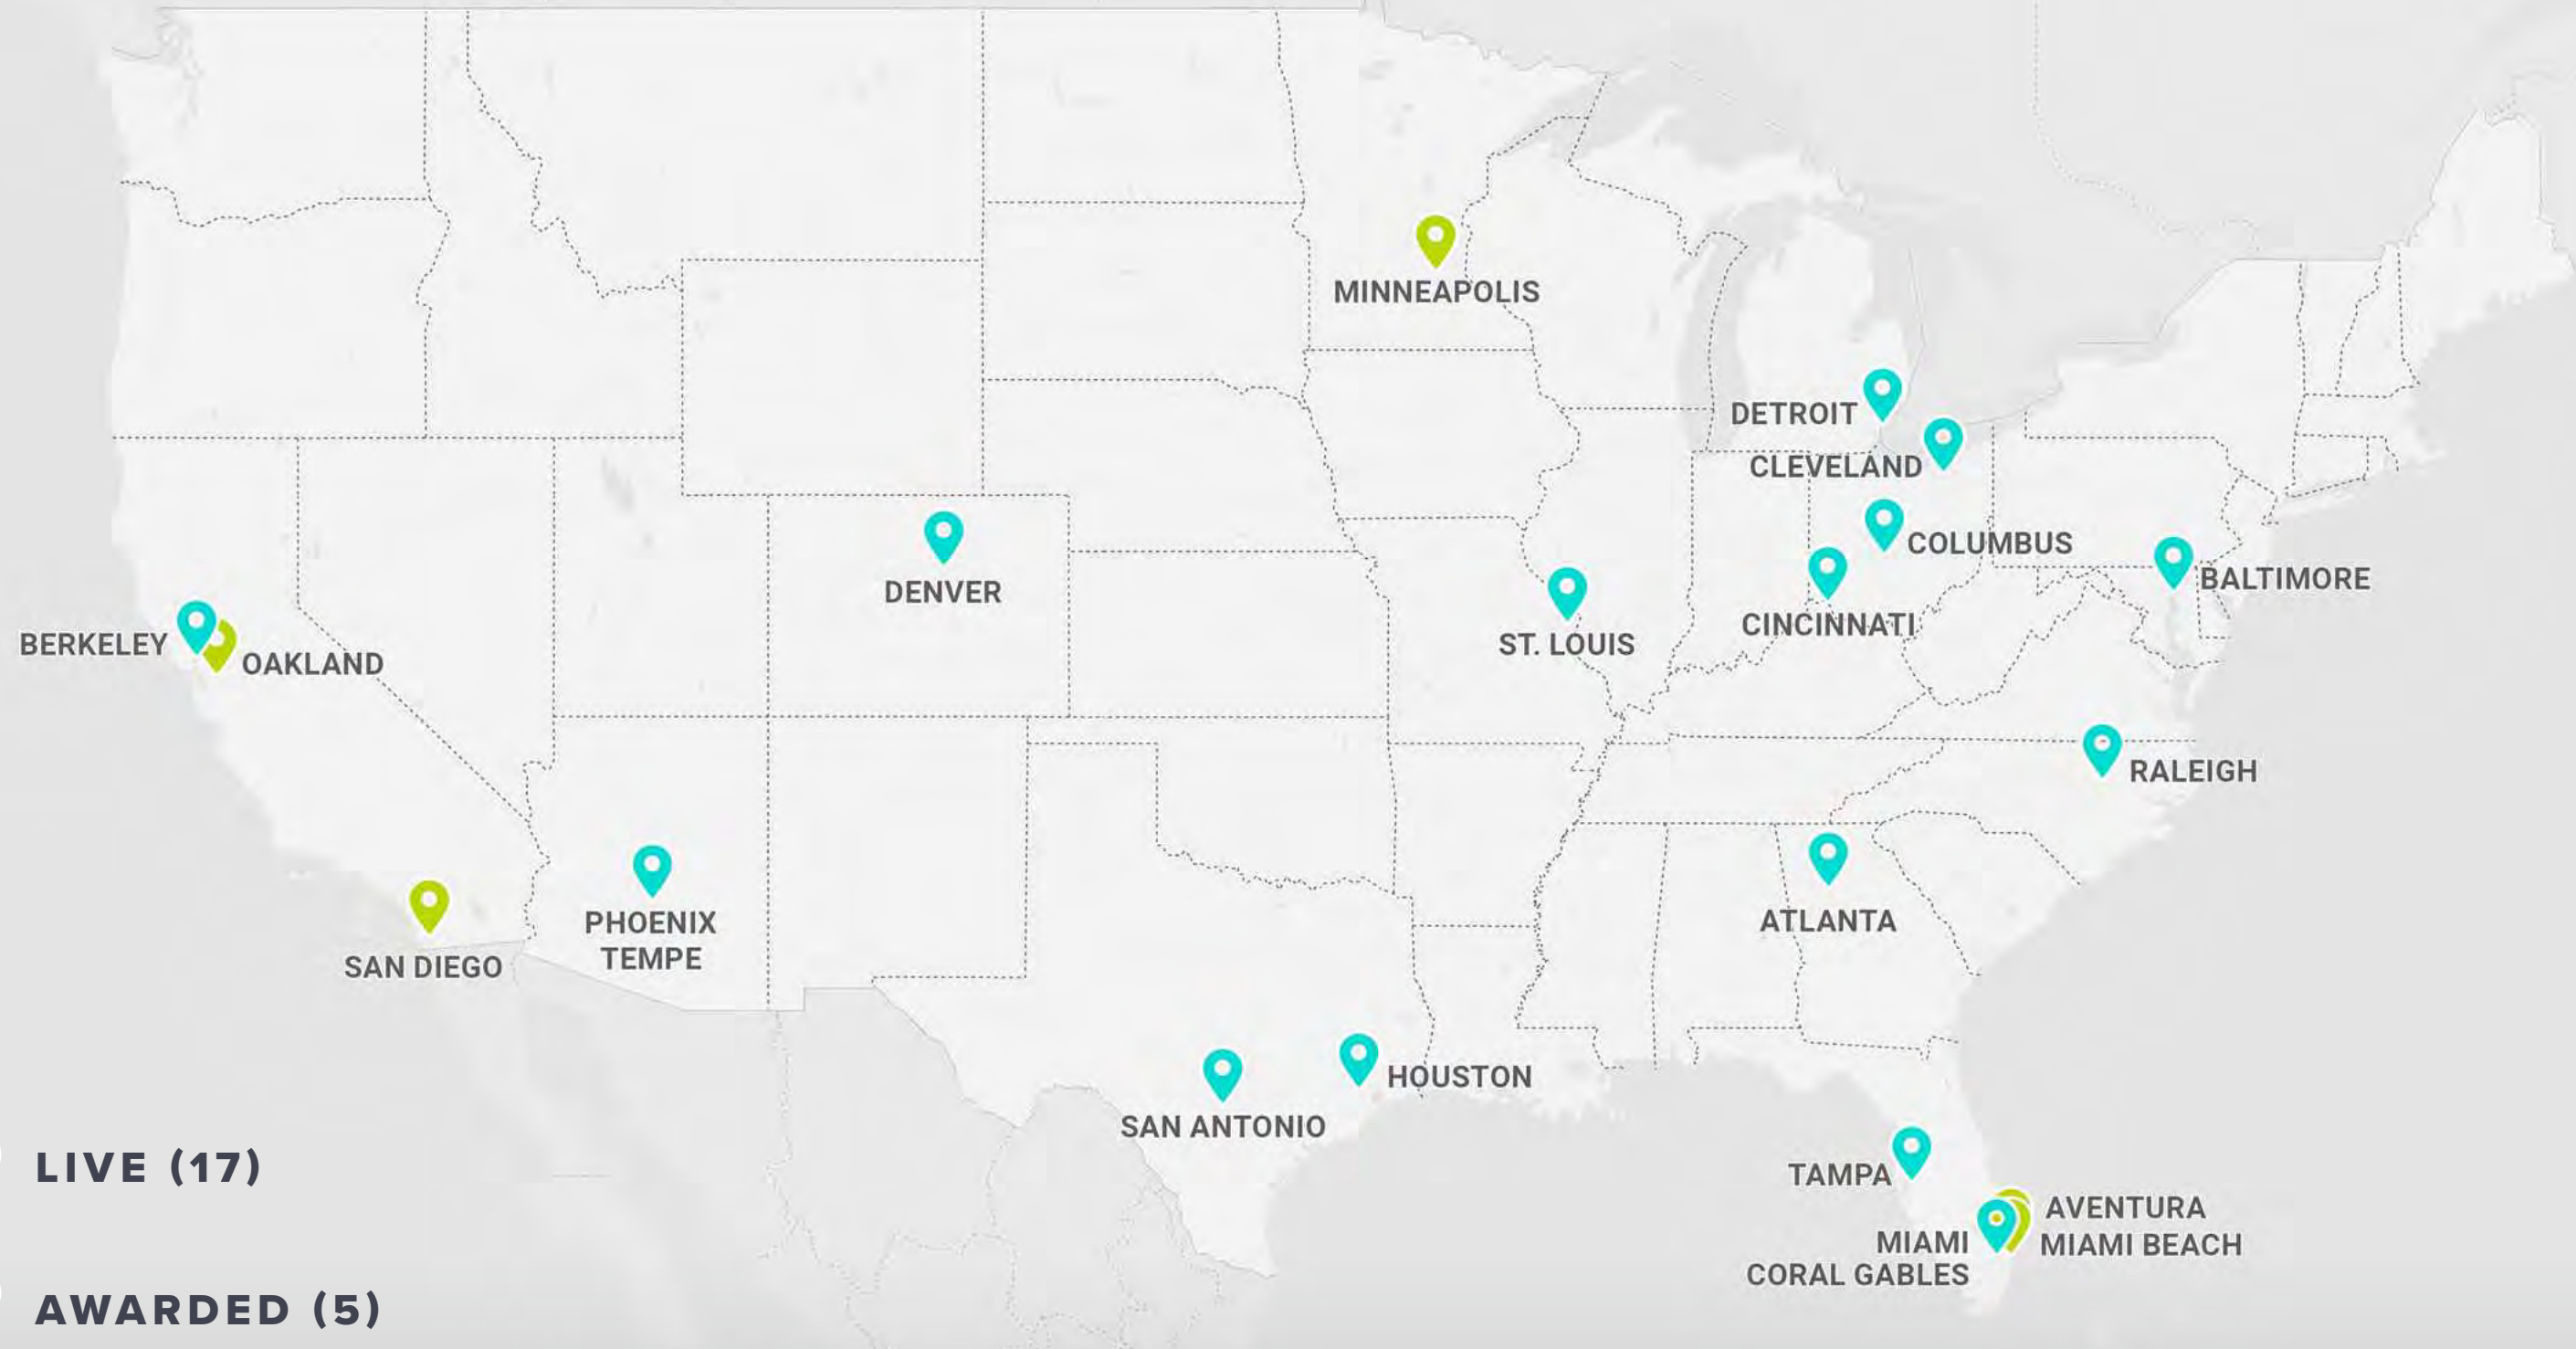 MINNEAPOLIS
DETROIT
CLEVELAND
COLUMBUS
BALTIMORE
DENVER
CINCINNATI
ST. LOUIS
BERKELEY
OAKLAND
RALEIGH
ATLANTA
PHOENIX
TEMPE
SAN DIEGO
HOUSTON
SAN ANTONIO
LIVE (17)
TAMPA
AVENTURA
MIAMI BEACH
MIAMI
CORAL GABLES
AWARDED (5)